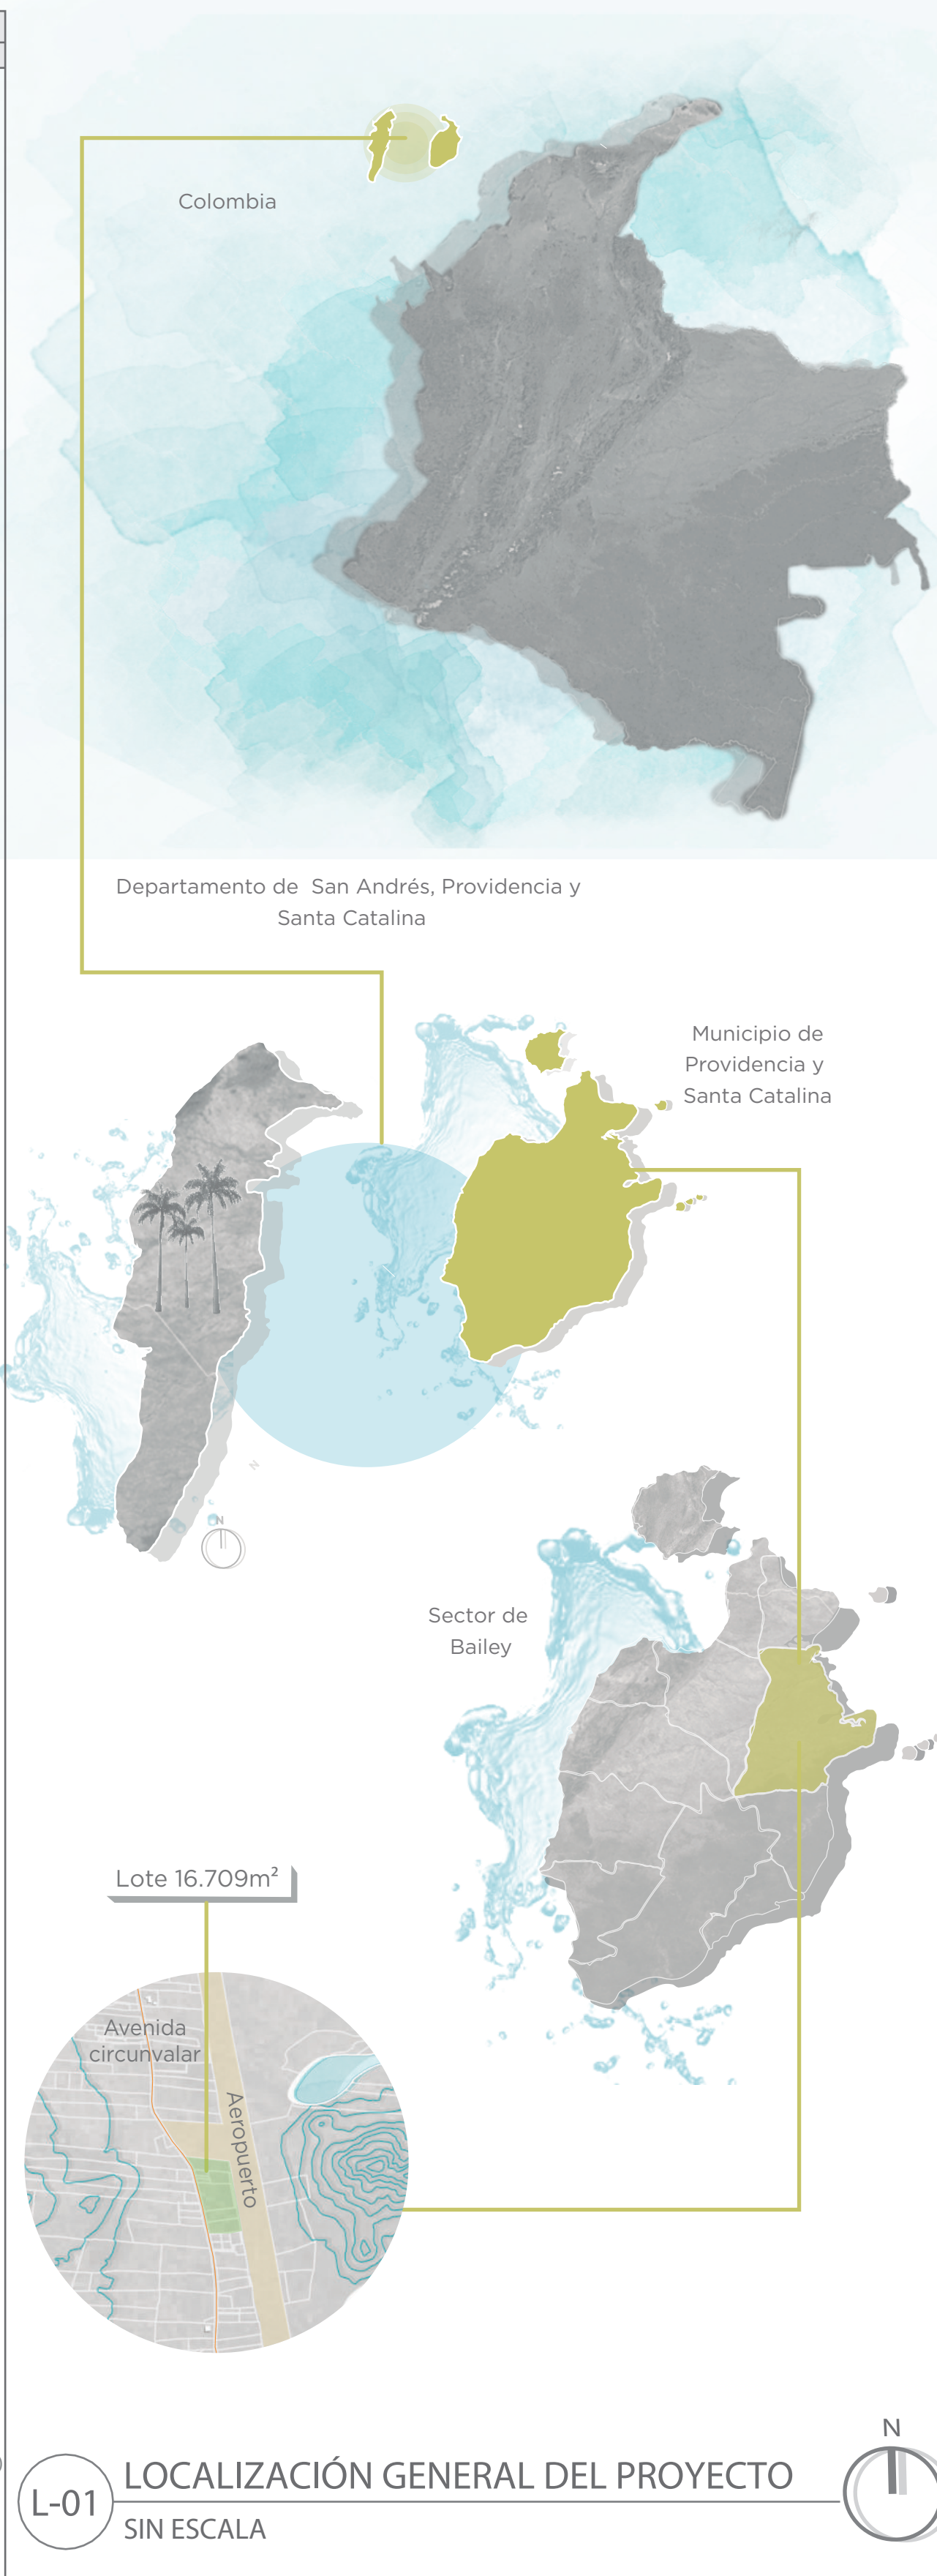 Colombia
Departamento de San Andrés, Providencia y
Santa Catalina
Municipio de
Providencia y
Santa Catalina
N
Sector de
Bailey
Lote 16.709m²
Avenida
circunvalar
Aeropuerto
N
L-01
LOCALIZACIÓN GENERAL DEL PROYECTO
SIN ESCALA